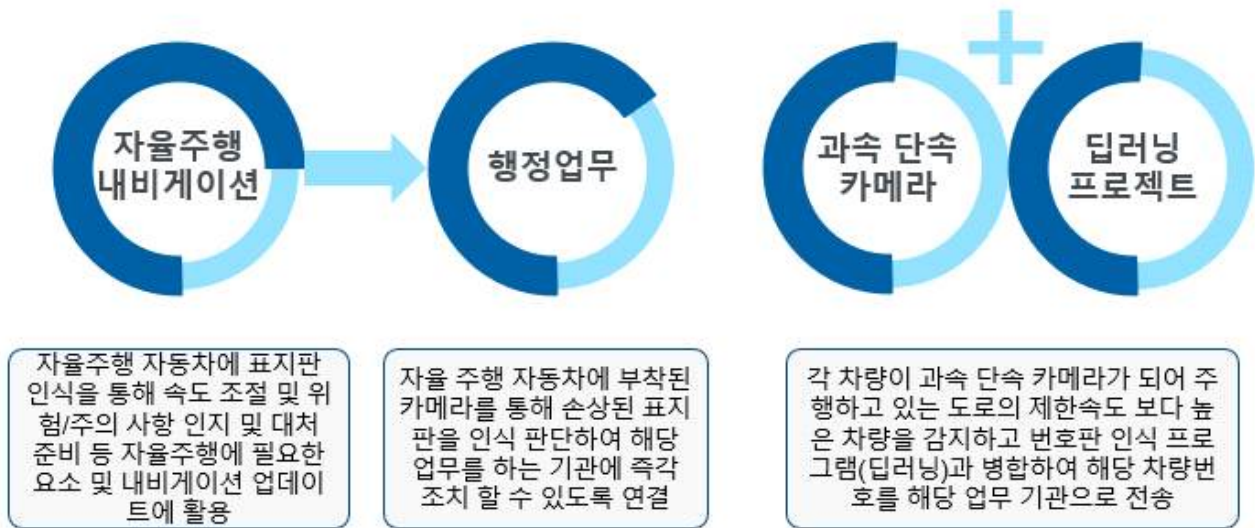 자율주행
내비게이션
행정업무
과속 단속
카메라
딥러닝
프로젝트
자율주행 자동차에 표지판
인식을 통해 속도 조절 및 위
험/주의 사항 인지 및 대처
준비 등 자율주행에 필요한
요소 및 내비게이션 업데이
트에 활용
자율 주행 자동차에 부착된
카메라를 통해 손상된 표지
판을 인식 판단하여 해당
업무를 하는 기관에 즉각
조치 할 수 있도록 연결
각 차량이 과속 단속 카메라가 되어 주
행하고 있는 도로의 제한속도 보다 높
은 차량을 감지하고 번호판 인식 프로
그램(딥러닝)과 병합하여 해당 차량번
호를 해당 업무 기관으로 전송